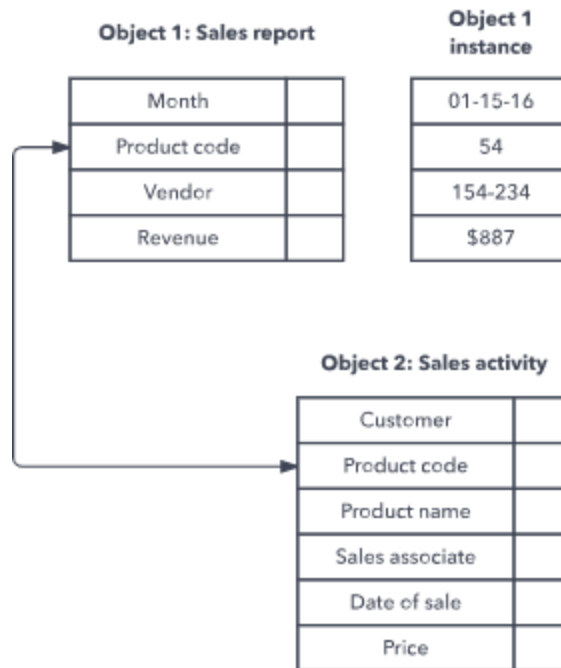 Object 1: Sales report
Object 1
instance
Month
01-15-16
Product code
54
Vendor
154-234
Revenue
$887
Object 2: Sales activity
Customer
Product code
Product name
Sales associate
Date of sale
Price